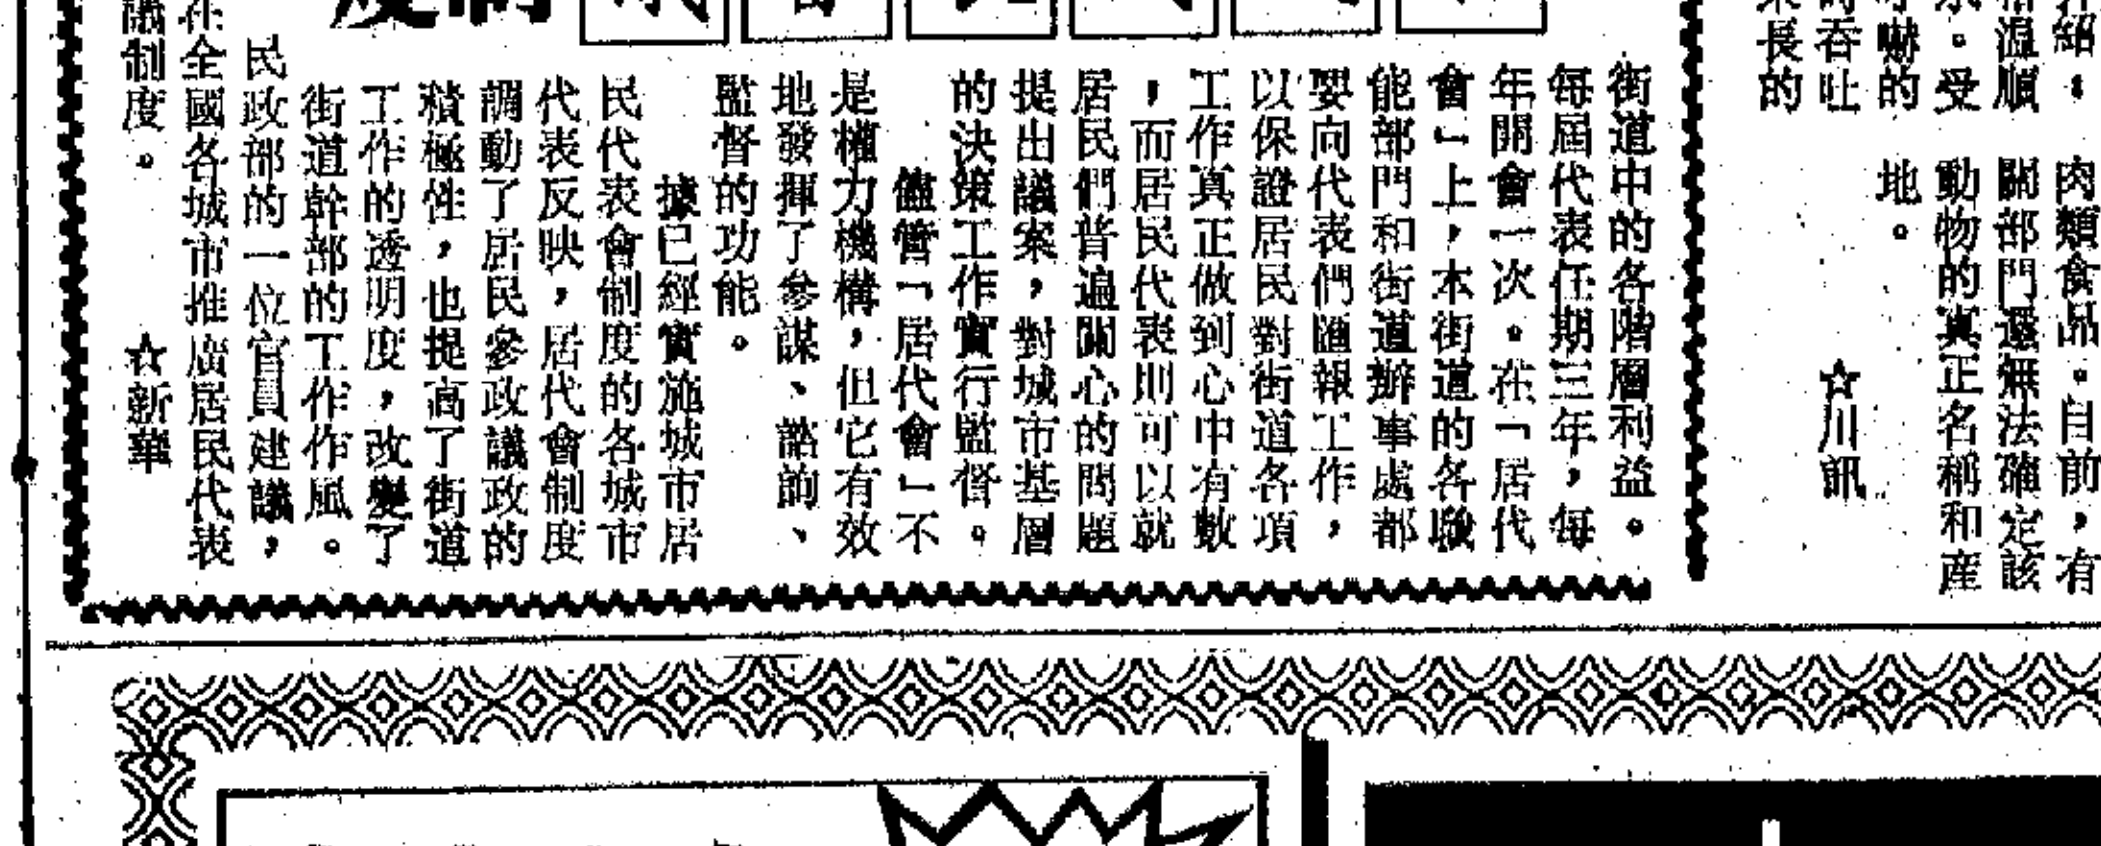 紹，
溫順
。受
嚇的
吞吐
長的
肉類食品。目前，有
關部門還無法確定該
動物的真正名稱和産
地。
☆川訊
街道中的各階層利益。
每屆代表任期三年，每
年開會一次。在「居代
會」上，本街道的各職
能部門和街道辦事處都
要向代表們匯報工作，
以保證居民對街道各項
工作真正做到心中有數
，而居民代表則可以就
居民們普遍關心的問題
提出議案，對城市基層
的決策工作實行監督。
儘管「居代會」不
是權力機構，但它有效
地發揮了參謀、諮詢、
監督的功能。
據已經實施城市居
民代表會制度的各城市
代表反映，居代會制度
調動了居民參政議政的
積極性，也提高了街道
工作的透明度，改變了
街道幹部的工作作風。
民政部的一位官員建議，
在全國各城市推廣居民代表
議制度。
☆新華